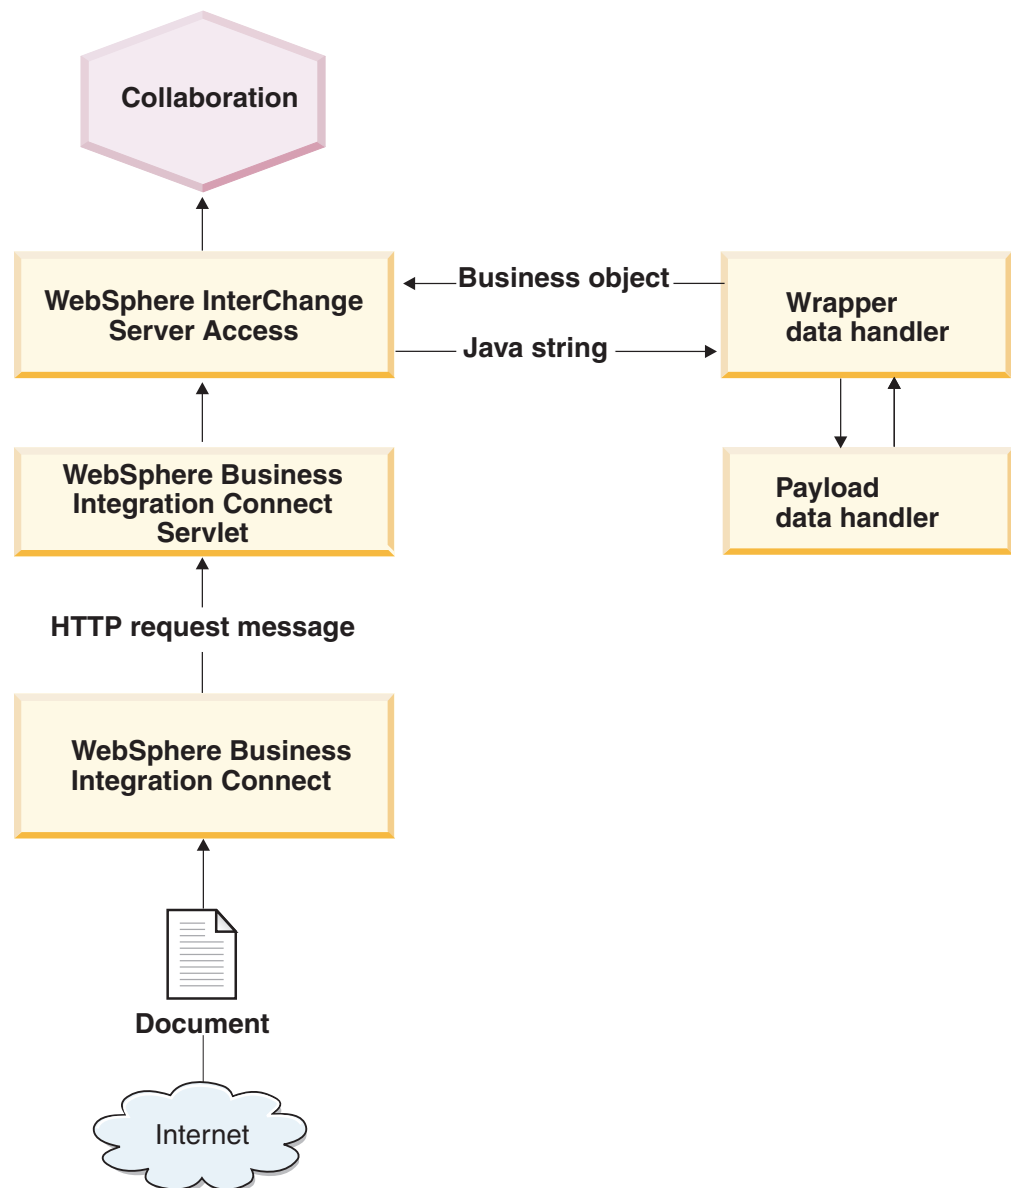 Collaboration
WebSphere InterChange
Server Access
Business object
Java string
Wrapper
data handler
WebSphere Business
Integration Connect
Servlet
Payload
data handler
HTTP request message
WebSphere Business
Integration Connect
Document
Internet